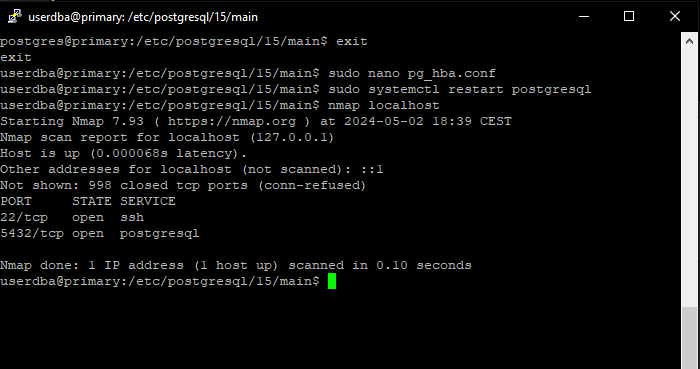 userdba@primary: /etc/postgresql/15/main
postgres@primary:/etc/postgresql/15/main$ exit
exit
userdba@primary:/etc/postgresql/15/main$ sudo nano pg_hba.conf
userdba@primary:/etc/postgresql/15/main$ sudo systemctl restart postgresql
userdba@primary:/etc/postgresql/15/main$ nmap localhost
Starting Nmap 7.93 ( https://nmap.org ) at 2024-05-02 18:39 CEST
Nmap scan report for localhost (127.0.0.1)
Host is up (0.000068s latency).
Other addresses for localhost (not scanned): ::1
Not shown: 998 closed tcp ports (conn-refused)
PORT     STATE SERVICE
22/tcp   open  ssh
5432/tcp open  postgresql
Nmap done: 1 IP address (1 host up) scanned in 0.10 seconds
userdba@primary:/etc/postgresql/15/main$